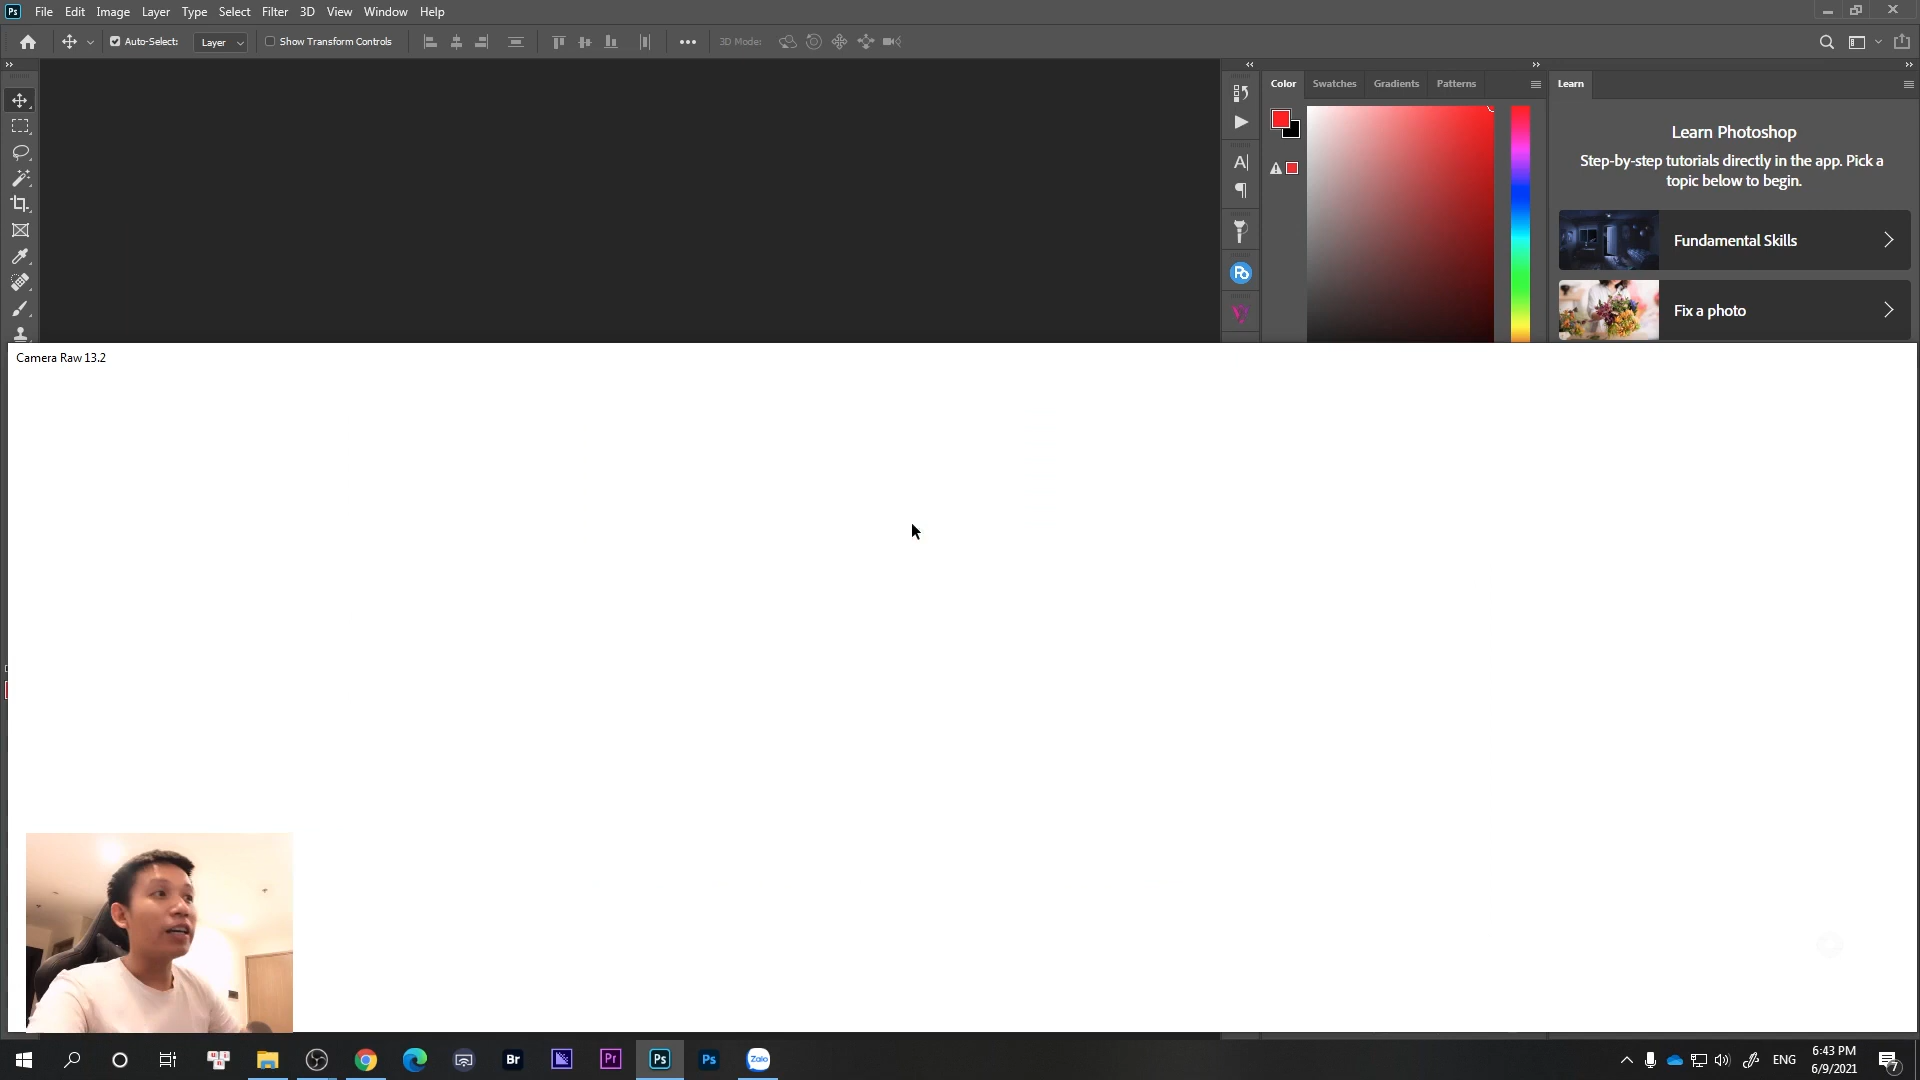 Ps File Edit Image Layer Type Select Filter 3D View Window Help
Auto-Select: Layer Show Transform Controls 3D Mode:
Color Swatches Gradients Patterns
Learn
Learn Photoshop
Step-by-step tutorials directly in the app. Pick a
topic below to begin.
Fundamental Skills
Fix a photo
Camera Raw 13.2
Br Pr Ps Ps Zalo
ENG
6:43 PM
6/9/2021
7